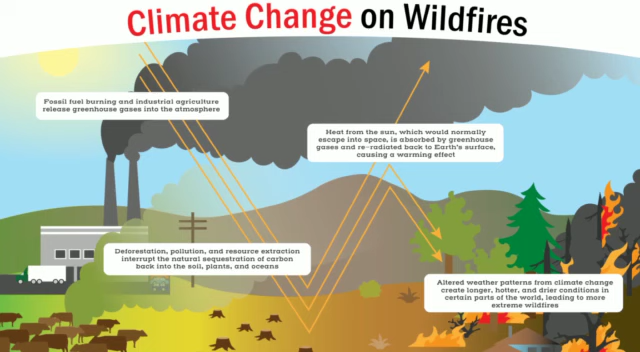 Climate Change on Wildfires
Fossil fuel burning and industrial agriculture
release greenhouse gases into the atmosphere
Heat from the sun, which would normally
escape into space, is absorbed by greenhouse
gases and re-radiated back to Earth's surface,
causing a warming effect
Deforestation, pollution, and resource extraction
interrupt the natural sequestration of carbon
back into the soil, plants, and oceans
Altered weather patterns from climate change
create longer, hotter, and drier conditions in
certain parts of the world, leading to more
extreme wildfires